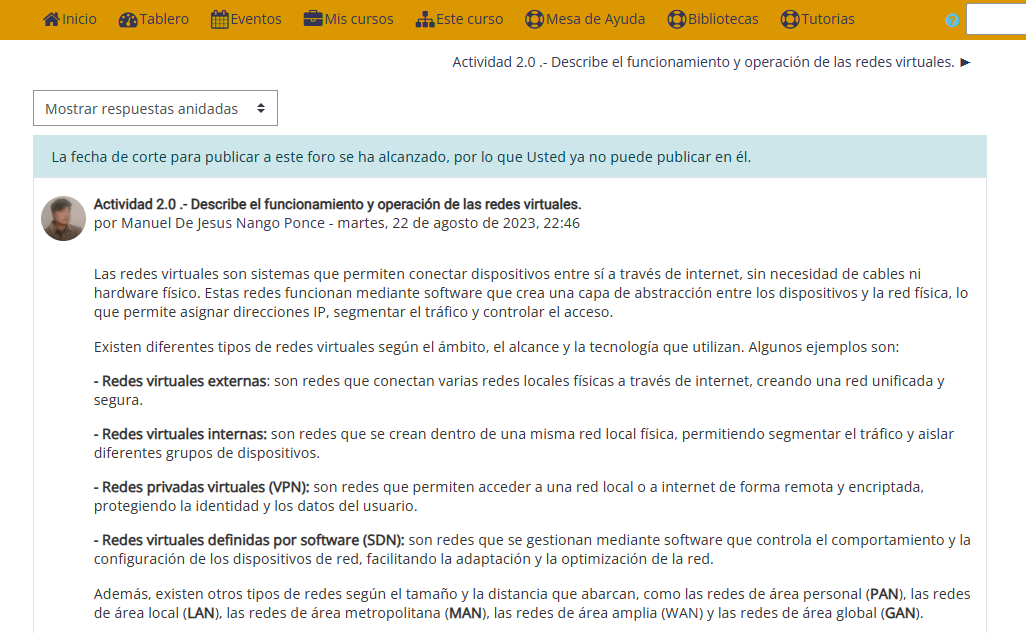 Inicio Tablero Eventos Mis cursos Este curso Mesa de Ayuda Bibliotecas Tutorias ?
Actividad 2.0 .- Describe el funcionamiento y operación de las redes virtuales. ►
Mostrar respuestas anidadas
La fecha de corte para publicar a este foro se ha alcanzado, por lo que Usted ya no puede publicar en él.
Actividad 2.0 .- Describe el funcionamiento y operación de las redes virtuales.
por Manuel De Jesus Nango Ponce - martes, 22 de agosto de 2023, 22:46
Las redes virtuales son sistemas que permiten conectar dispositivos entre sí a través de internet, sin necesidad de cables ni
hardware físico. Estas redes funcionan mediante software que crea una capa de abstracción entre los dispositivos y la red física, lo
que permite asignar direcciones IP, segmentar el tráfico y controlar el acceso.
Existen diferentes tipos de redes virtuales según el ámbito, el alcance y la tecnología que utilizan. Algunos ejemplos son:
- Redes virtuales externas: son redes que conectan varias redes locales físicas a través de internet, creando una red unificada y
segura.
- Redes virtuales internas: son redes que se crean dentro de una misma red local física, permitiendo segmentar el tráfico y aislar
diferentes grupos de dispositivos.
- Redes privadas virtuales (VPN): son redes que permiten acceder a una red local o a internet de forma remota y encriptada,
protegiendo la identidad y los datos del usuario.
- Redes virtuales definidas por software (SDN): son redes que se gestionan mediante software que controla el comportamiento y la
configuración de los dispositivos de red, facilitando la adaptación y la optimización de la red.
Además, existen otros tipos de redes según el tamaño y la distancia que abarcan, como las redes de área personal (PAN), las redes
de área local (LAN), las redes de área metropolitana (MAN), las redes de área amplia (WAN) y las redes de área global (GAN).